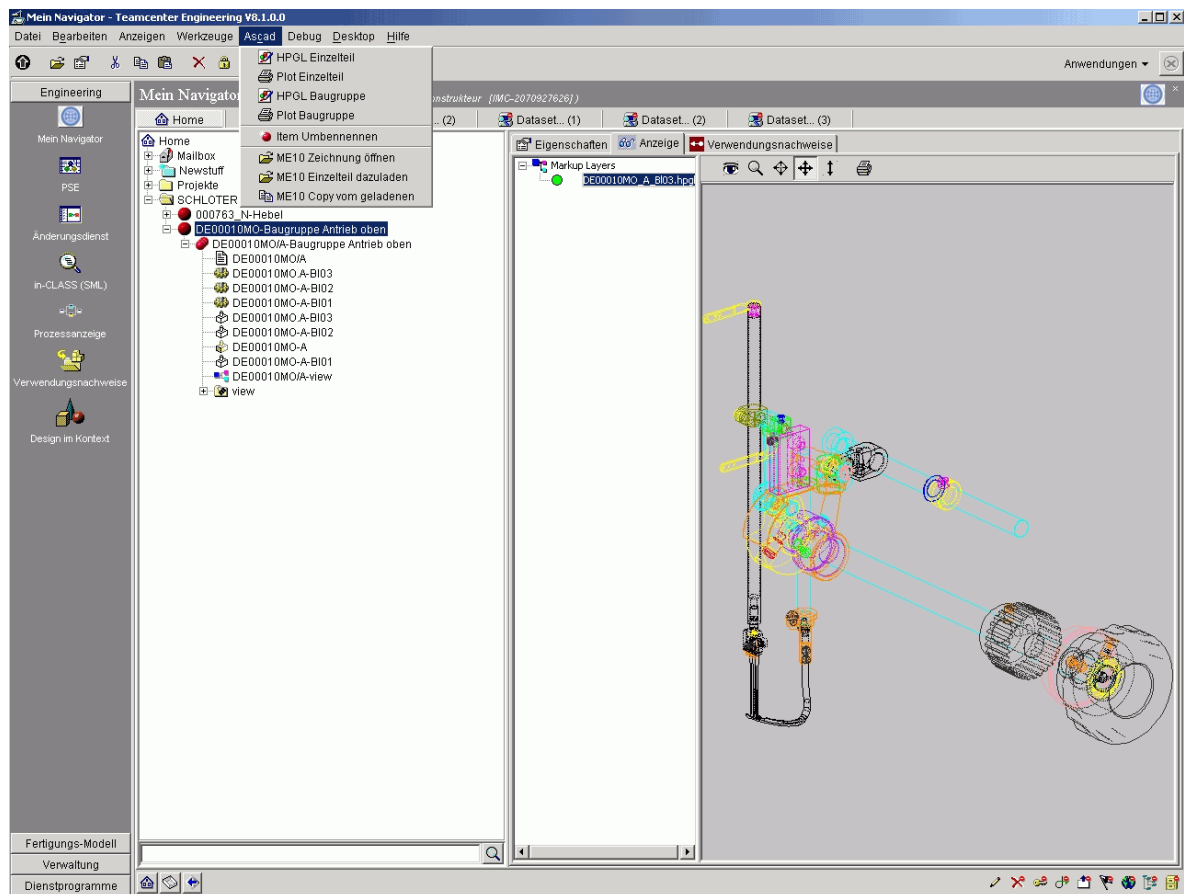 Mein Navigator - Teamcenter Engineering V8.1.0.0
Datei Bearbeiten Anzeigen Werkzeuge Ascad Debug Desktop Hilfe
Anwendungen
HPGL Einzelteil
Plot Einzelteil
HPGL Baugruppe
Plot Baugruppe
Item Umbennennen
ME10 Zeichnung öffnen
ME10 Einzelteil dazuladen
ME10 Copy vom geladenen
Engineering
Mein Navigator
PSE
Änderungsdienst
in-CLASS (SML)
Prozessanzeige
Verwendungsnachweise
Design im Kontext
Fertigungs-Modell
Verwaltung
Dienstprogramme
Mein Navigator
onstrukteur [IMC-2070927626])
Home ... (2) Dataset... (1) Dataset... (2) Dataset... (3)
Home
Mailbox
Newstuff
Projekte
SCHLOTER
000763_N-Hebel
DE00010MO-Baugruppe Antrieb oben
DE00010MO/A-Baugruppe Antrieb oben
DE00010MO/A
DE00010MO.A-Bl03
DE00010MO-A-Bl02
DE00010MO-A-Bl01
DE00010MO.A-Bl03
DE00010MO-A-Bl02
DE00010MO-A
DE00010MO-A-Bl01
DE00010MO/A-view
view
Eigenschaften Anzeige Verwendungsnachweise
Markup Layers
DE00010MO_A_Bl03.hpgl